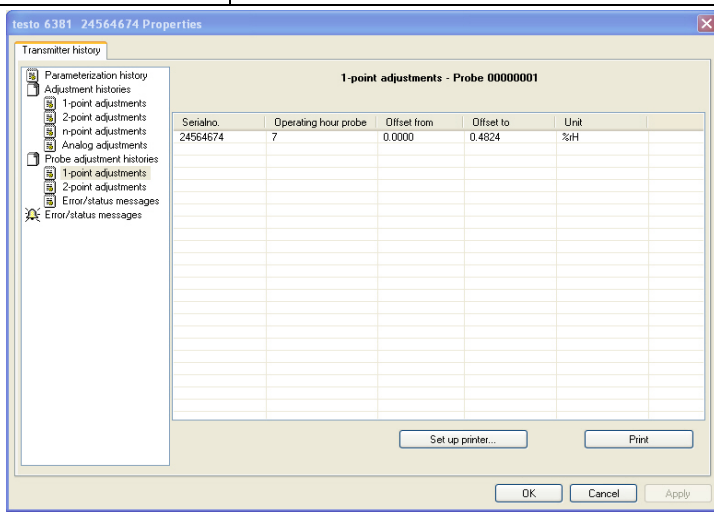 testo 6381 24564674 Properties
Transmitter history
Parameterization history
Adjustment histories
1-point adjustments
2-point adjustments
n-point adjustments
Analog adjustments
Probe adjustment histories
1-point adjustments
2-point adjustments
Error/status messages
Error/status messages
1-point adjustments - Probe 00000001
Serialno. Operating hour probe Offset from Offset to Unit
24564674 7 0.0000 0.4824 %rH
Set up printer... Print
OK Cancel Apply